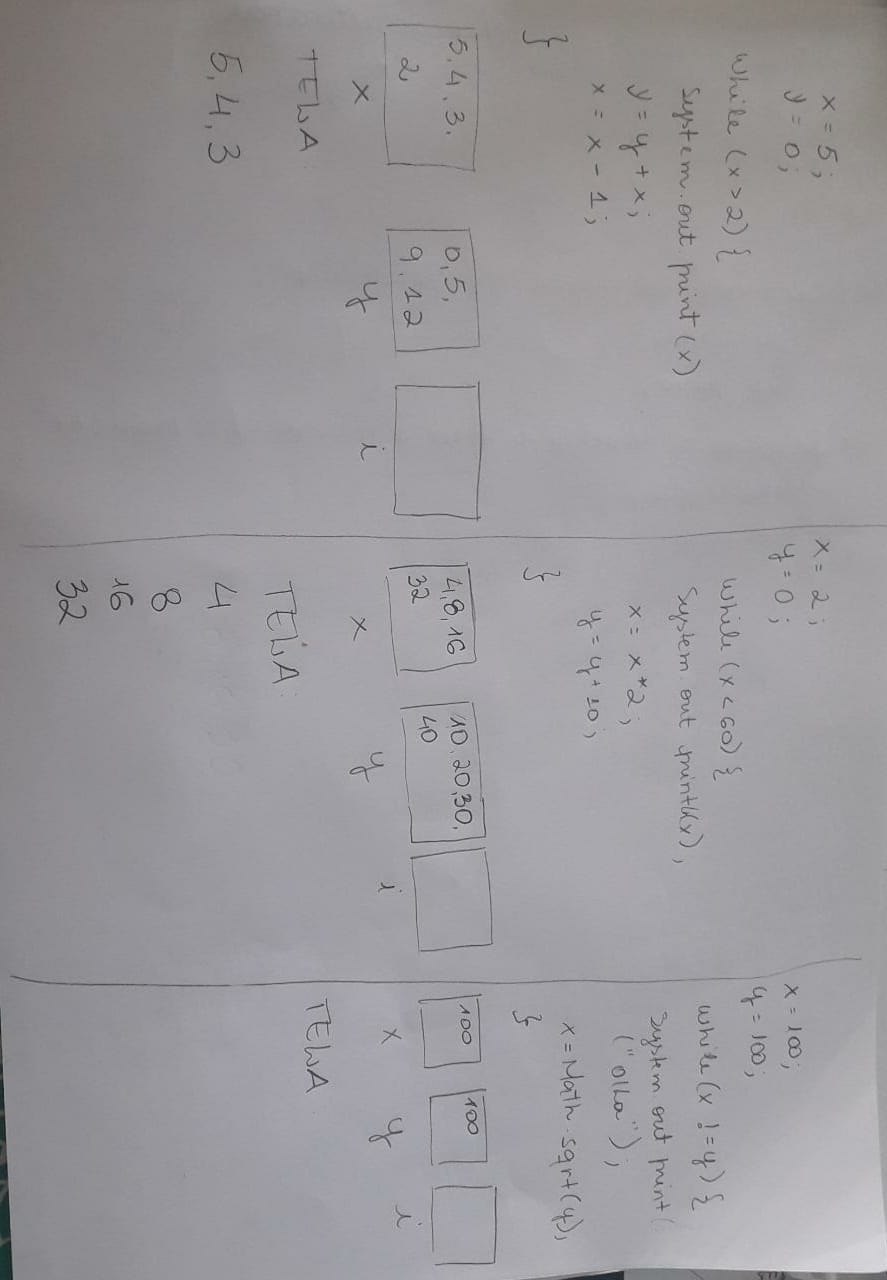 x = 5;
y = 0;
while (x > 2) {
system.out.print (x)
y = y + x;
x = x - 1;
}
5, 4, 3,
2
0, 5,
9, 12
x
y
i
TELA:
5, 4, 3
x = 2;
y = 0;
while (x < 60) {
system out println(x),
x = x * 2;
y = y + 10;
}
4, 8, 16
32
10, 20, 30,
40
x
y
i
TELA:
4
8
16
32
x = 100;
y = 100;
while (x != y) {
system out print (
("olha");
x = Math.sqrt (y),
}
100
100
x
y
i
TELA